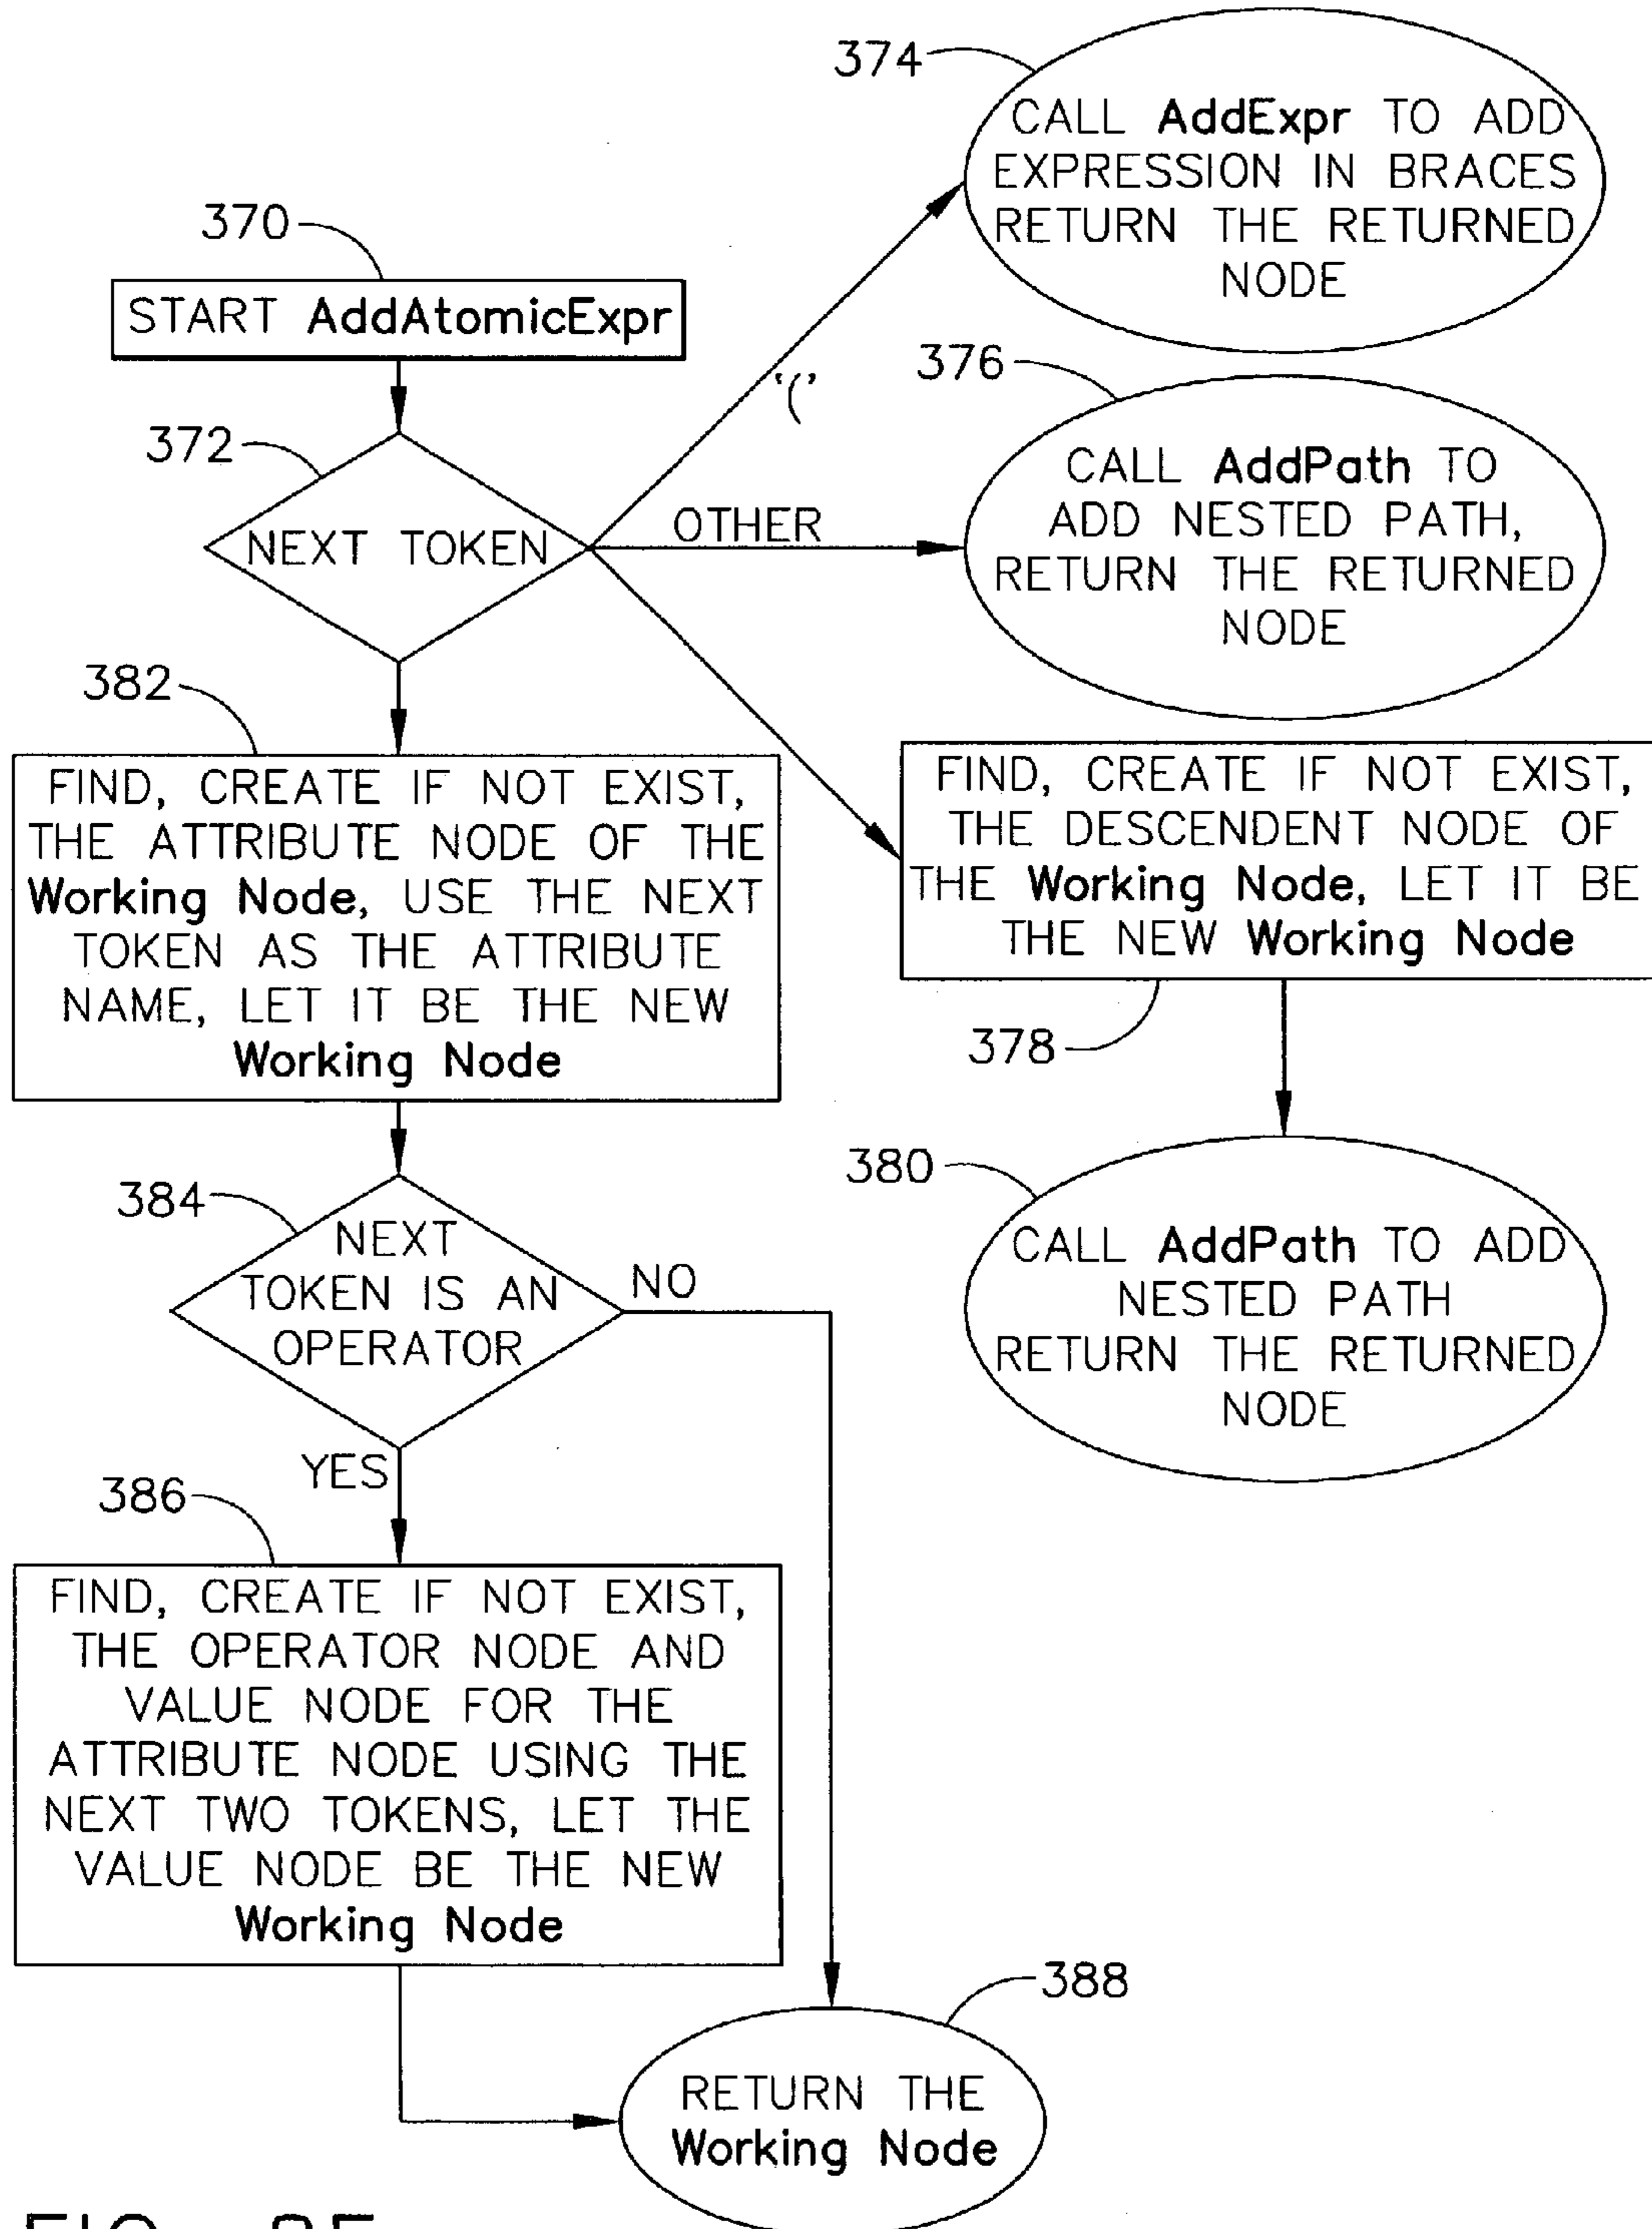 370
START AddAtomicExpr
372
NEXT TOKEN
'('
374
CALL AddExpr TO ADD
EXPRESSION IN BRACES
RETURN THE RETURNED
NODE
OTHER
376
CALL AddPath TO
ADD NESTED PATH,
RETURN THE RETURNED
NODE
FIND, CREATE IF NOT EXIST,
THE DESCENDENT NODE OF
THE Working Node, LET IT BE
THE NEW Working Node
378
380
CALL AddPath TO ADD
NESTED PATH
RETURN THE RETURNED
NODE
382
FIND, CREATE IF NOT EXIST,
THE ATTRIBUTE NODE OF THE
Working Node, USE THE NEXT
TOKEN AS THE ATTRIBUTE
NAME, LET IT BE THE NEW
Working Node
384
NEXT
TOKEN IS AN
OPERATOR
NO
YES
386
FIND, CREATE IF NOT EXIST,
THE OPERATOR NODE AND
VALUE NODE FOR THE
ATTRIBUTE NODE USING THE
NEXT TWO TOKENS, LET THE
VALUE NODE BE THE NEW
Working Node
388
RETURN THE
Working Node